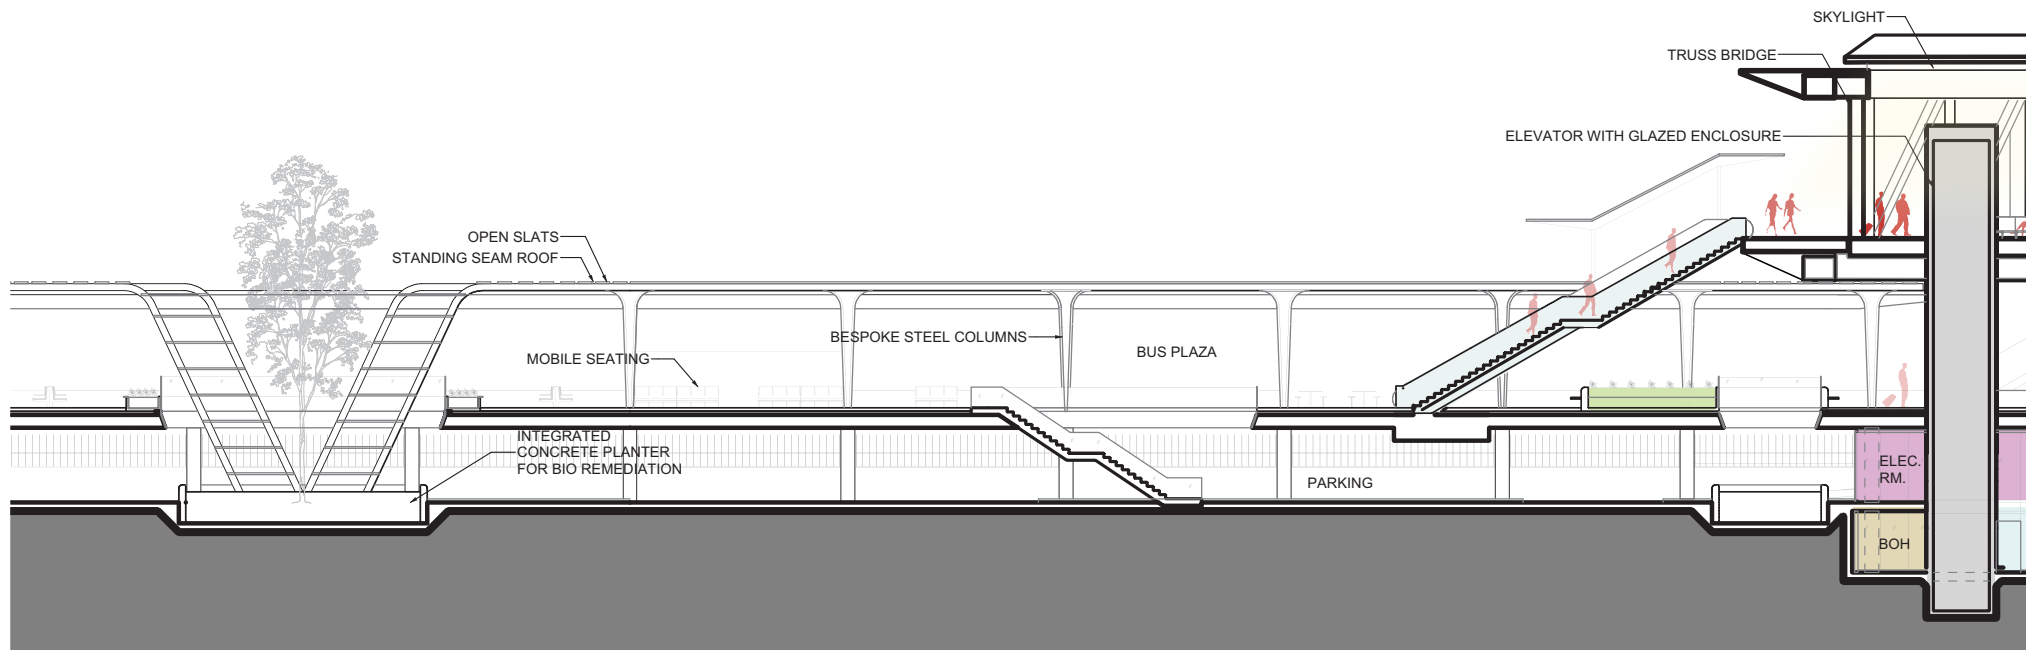 SKYLIGHT
TRUSS BRIDGE
ELEVATOR WITH GLAZED ENCLOSURE
OPEN SLATS
STANDING SEAM ROOF
BESPOKE STEEL COLUMNS
BUS PLAZA
MOBILE SEATING
INTEGRATED
CONCRETE PLANTER
FOR BIO REMEDIATION
PARKING
ELEC.
RM.
BOH